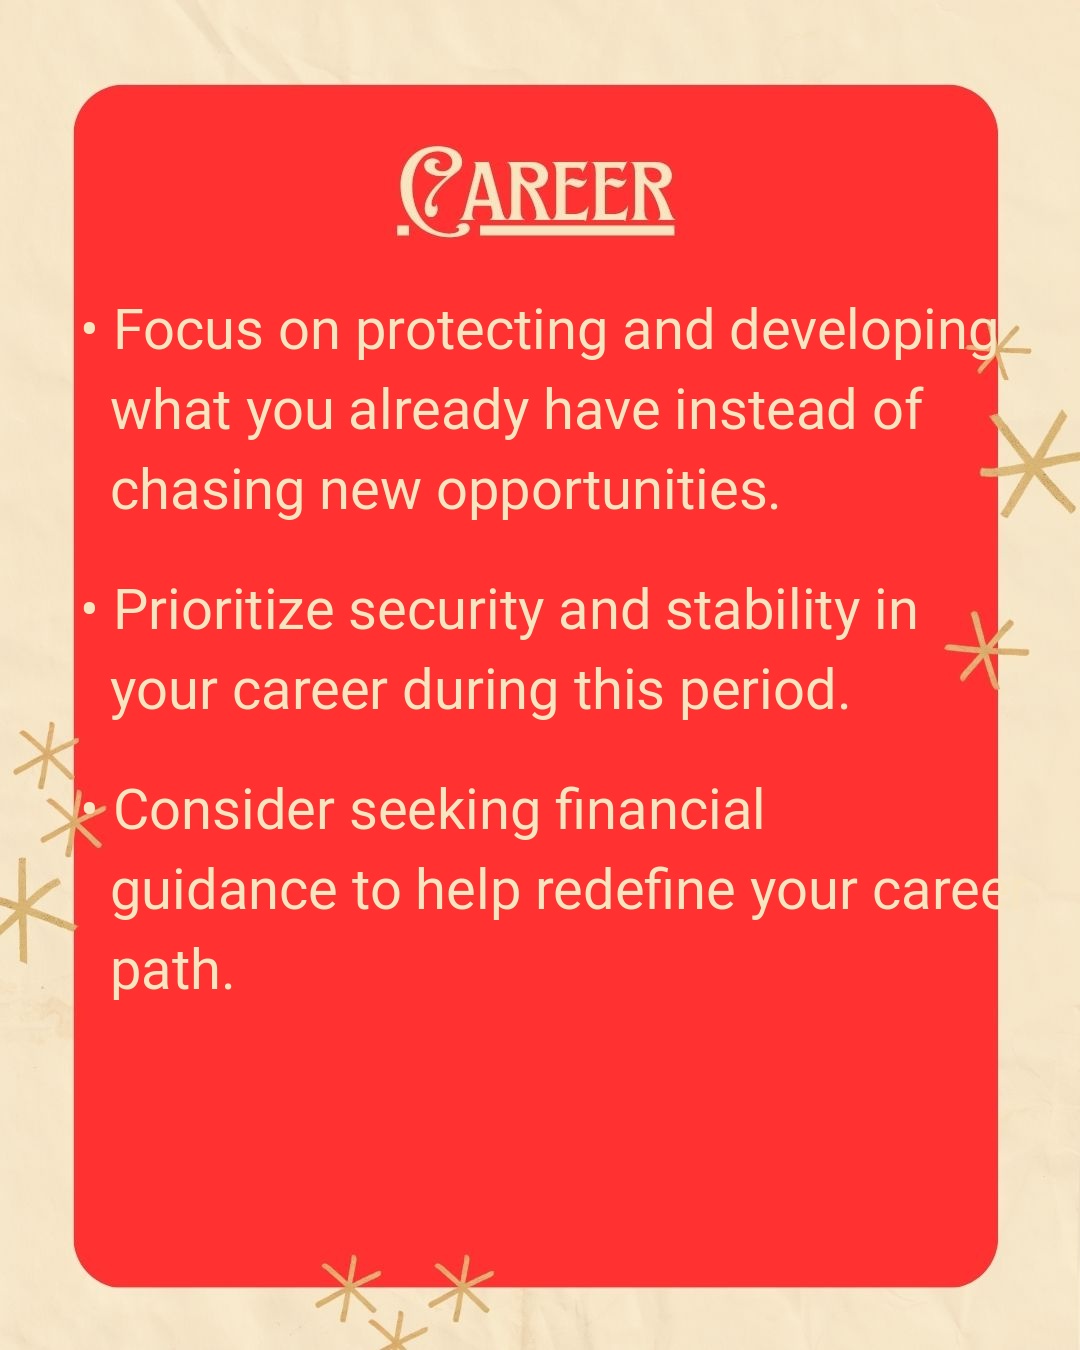 Career
• Focus on protecting and developing
what you already have instead of
chasing new opportunities.
• Prioritize security and stability in
your career during this period.
• Consider seeking financial
guidance to help redefine your caree
path.